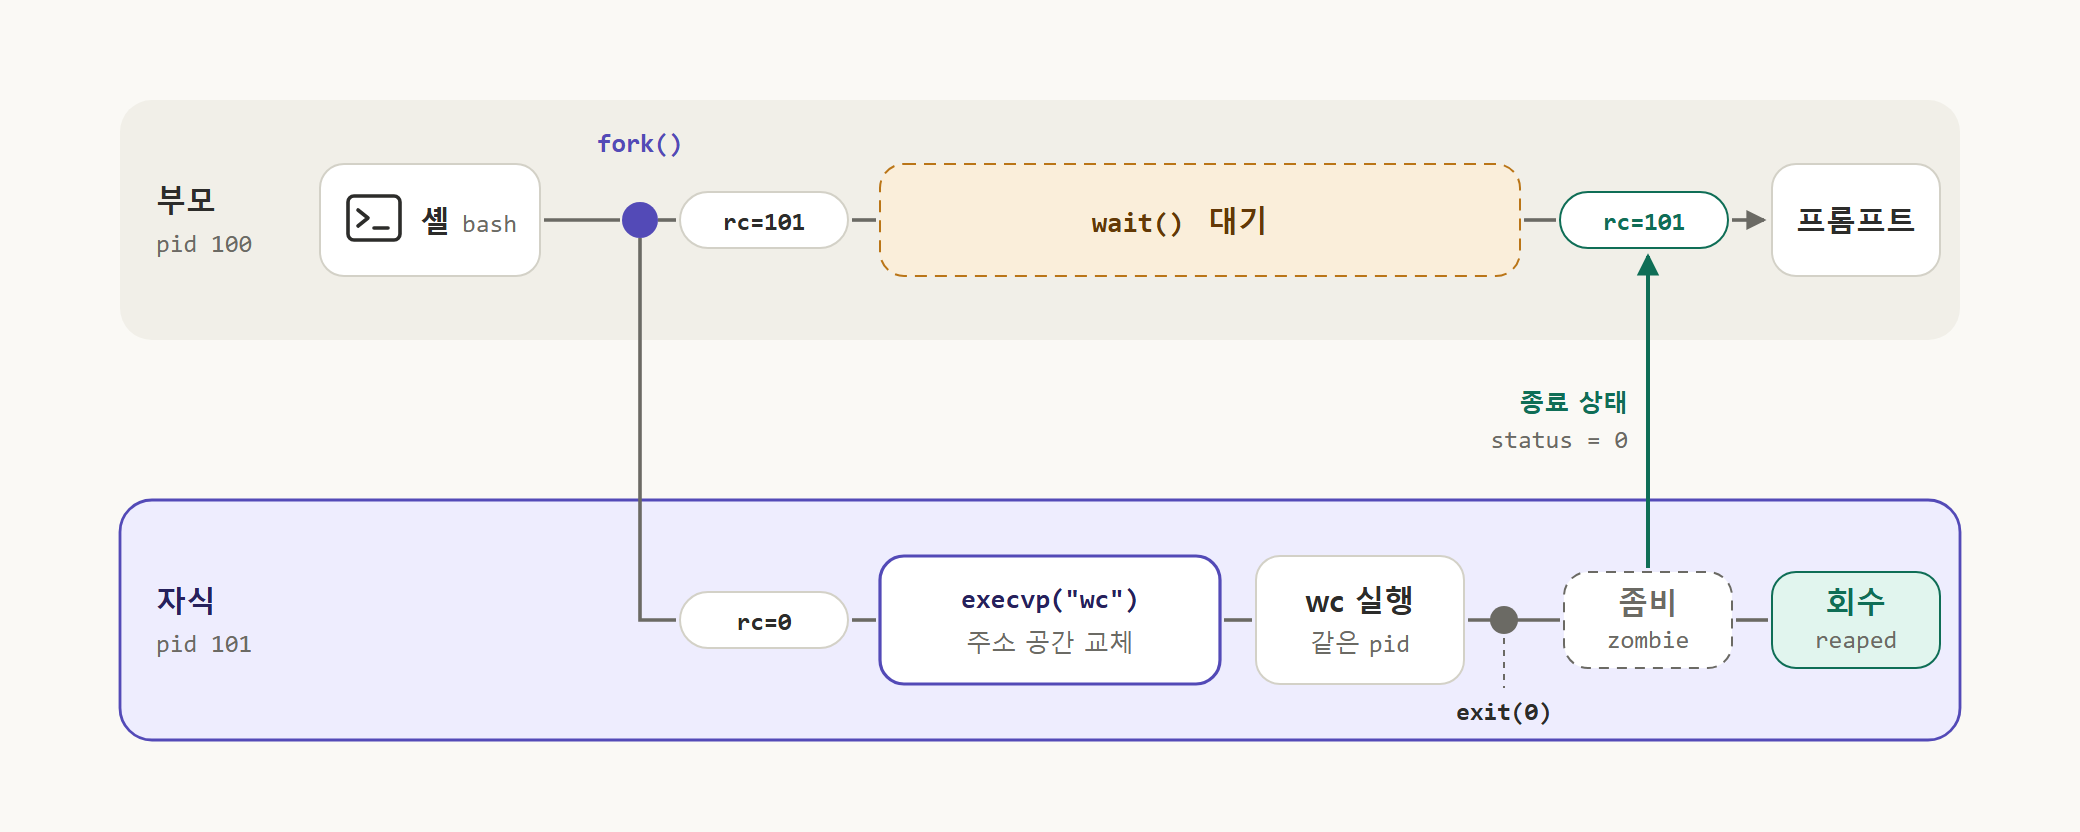 fork()
부모
pid 100
셸 bash
rc=101
wait() 대기
rc=101
프롬프트
종료 상태
status = 0
자식
pid 101
rc=0
execvp("wc")
주소 공간 교체
wc 실행
같은 pid
exit(0)
좀비
zombie
회수
reaped